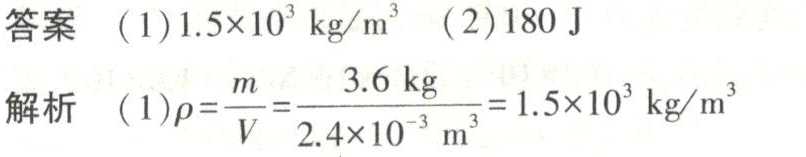 答案 (1)1.5×10³ kg/m³ (2)180 J
解析 (1)ρ=m/V=3.6 kg/2.4×10⁻³ m³=1.5×10³ kg/m³